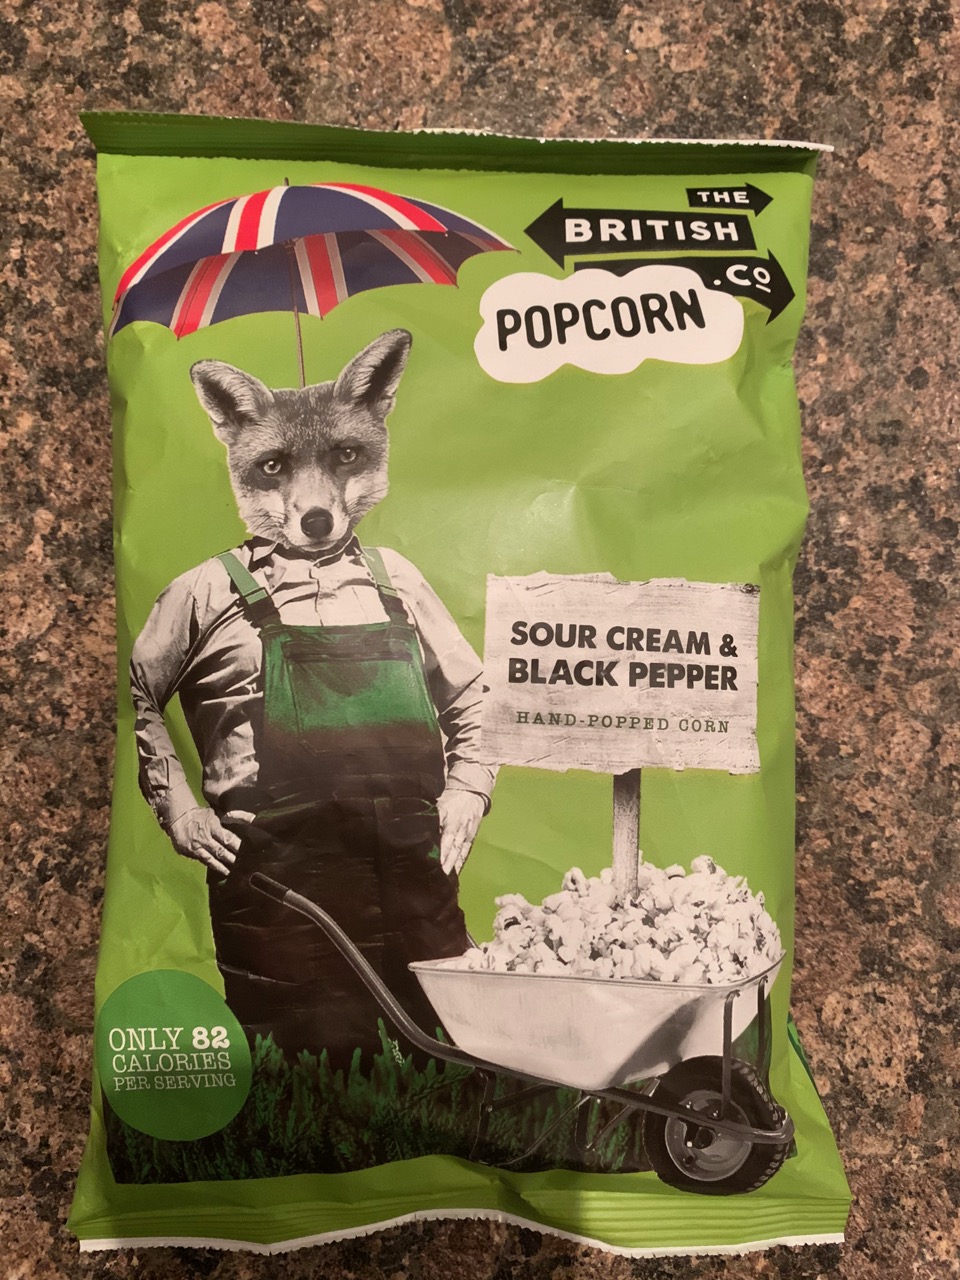 THE
BRITISH
.Co
POPCORN
SOUR CREAM &
BLACK PEPPER
HAND-POPPED CORN
ONLY 82
CALORIES
PER SERVING